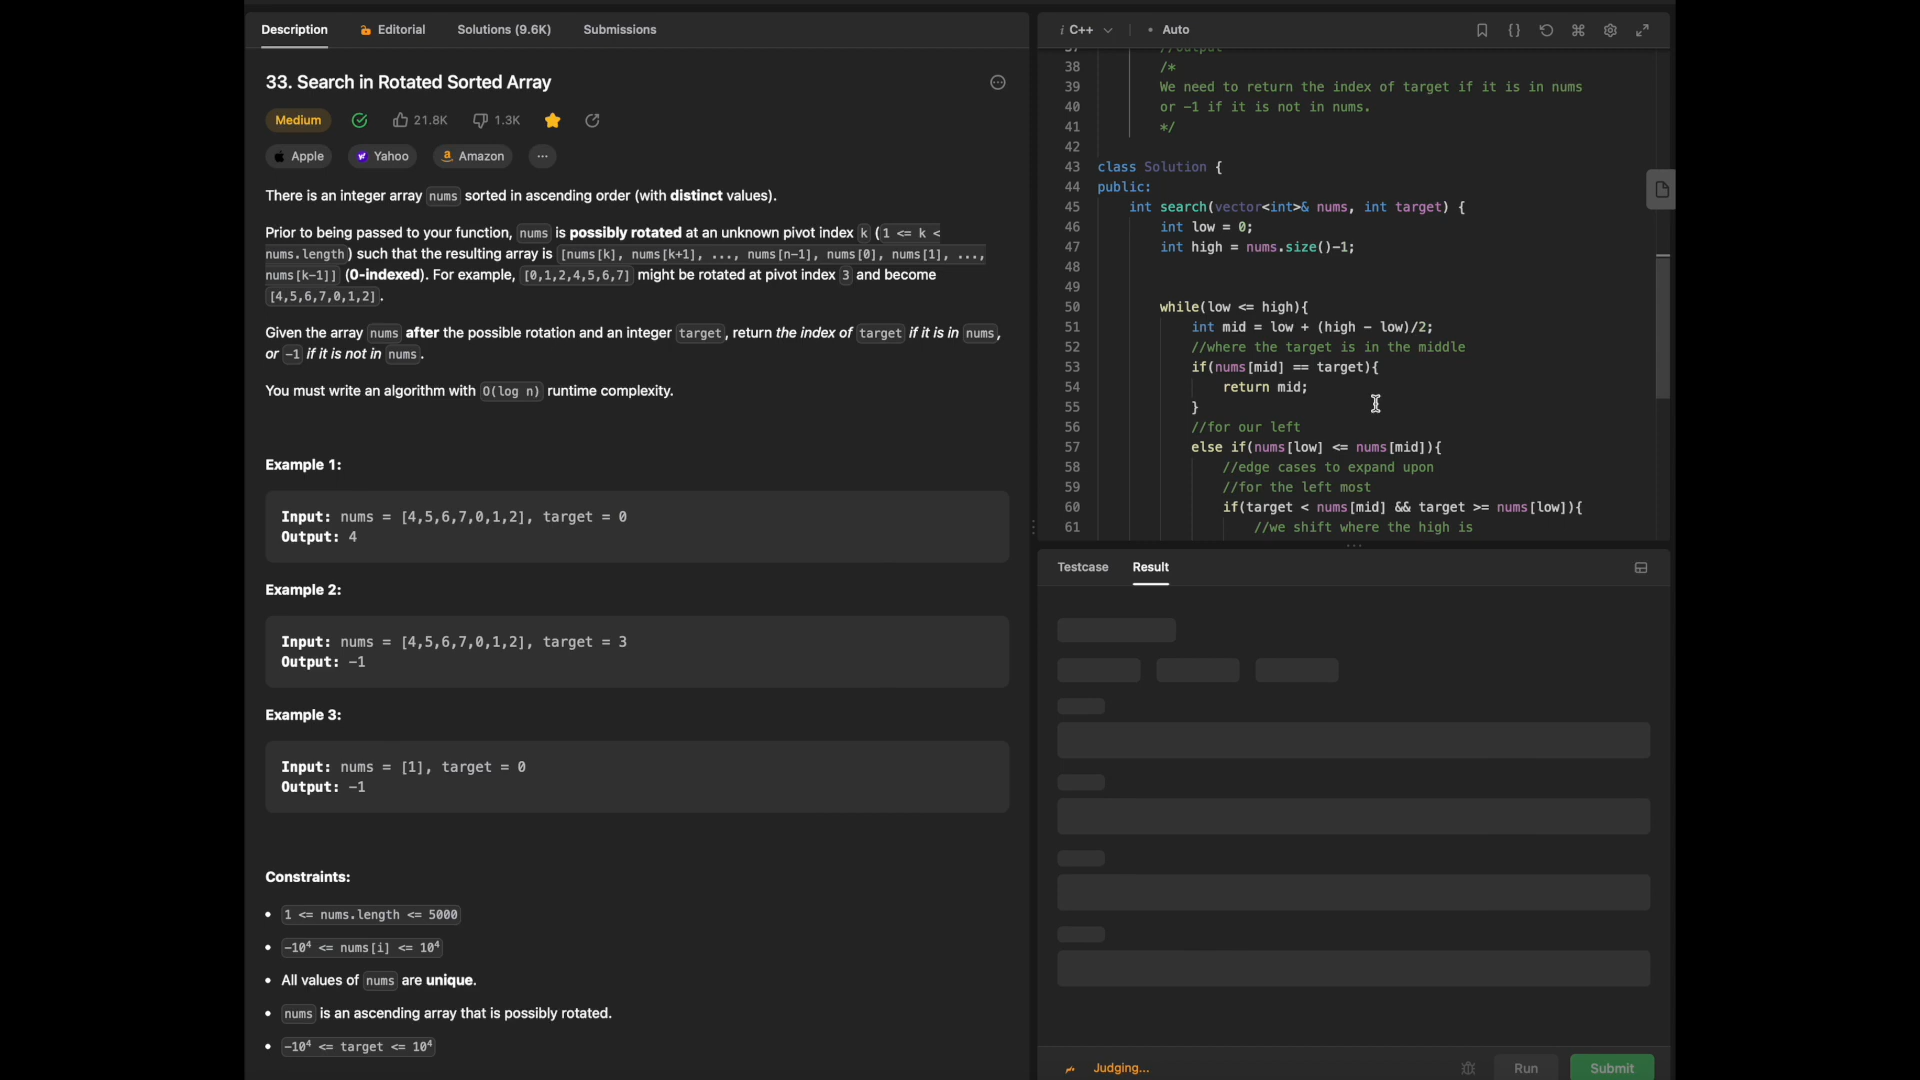 Description
Editorial
Solutions (9.6K)
Submissions
33. Search in Rotated Sorted Array
Medium
21.8K
1.3K
Apple
Yahoo
Amazon
There is an integer array nums sorted in ascending order (with distinct values).
Prior to being passed to your function, nums is possibly rotated at an unknown pivot index k (1 <= k <
nums.length) such that the resulting array is [nums[k], nums[k+1], ..., nums[n-1], nums[0], nums[1], ...,
nums[k-1]] (0-indexed). For example, [0,1,2,4,5,6,7] might be rotated at pivot index 3 and become
[4,5,6,7,0,1,2].
Given the array nums after the possible rotation and an integer target, return the index of target if it is in nums,
or -1 if it is not in nums.
You must write an algorithm with O(log n) runtime complexity.
Example 1:
Input: nums = [4,5,6,7,0,1,2], target = 0
Output: 4
Example 2:
Input: nums = [4,5,6,7,0,1,2], target = 3
Output: -1
Example 3:
Input: nums = [1], target = 0
Output: -1
Constraints:
• 1 <= nums.length <= 5000
• -10⁴ <= nums[i] <= 10⁴
• All values of nums are unique.
• nums is an ascending array that is possibly rotated.
• -10⁴ <= target <= 10⁴
i C++
• Auto
37 //output
38 /*
39 We need to return the index of target if it is in nums
40 or -1 if it is not in nums.
41 */
42
43 class Solution {
44 public:
45 int search(vector<int>& nums, int target) {
46 int low = 0;
47 int high = nums.size()-1;
48
49
50 while(low <= high){
51 int mid = low + (high - low)/2;
52 //where the target is in the middle
53 if(nums[mid] == target){
54 return mid;
55 }
56 //for our left
57 else if(nums[low] <= nums[mid]){
58 //edge cases to expand upon
59 //for the left most
60 if(target < nums[mid] && target >= nums[low]){
61 //we shift where the high is
Testcase
Result
Judging...
Run
Submit